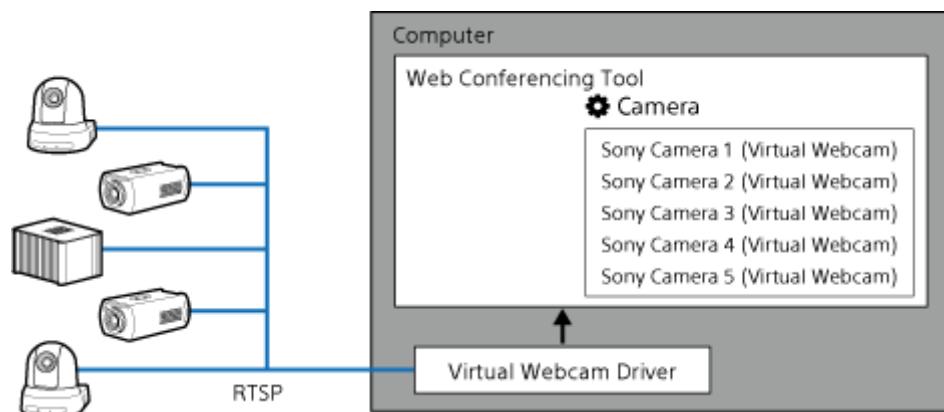 Computer
Web Conferencing Tool
Camera
Sony Camera 1 (Virtual Webcam)
Sony Camera 2 (Virtual Webcam)
Sony Camera 3 (Virtual Webcam)
Sony Camera 4 (Virtual Webcam)
Sony Camera 5 (Virtual Webcam)
Virtual Webcam Driver
RTSP